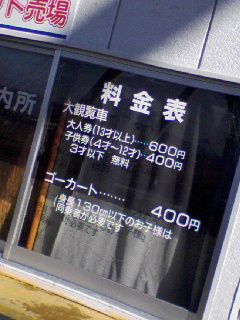 ット売場
内所
料金表
大観覧車
大人券(13才以上)……600円
子供券(4才〜12才)…400円
3才以下 無料
ゴーカート……… 400円
(身長130cm以下のお子様は
同乗者が必要です)